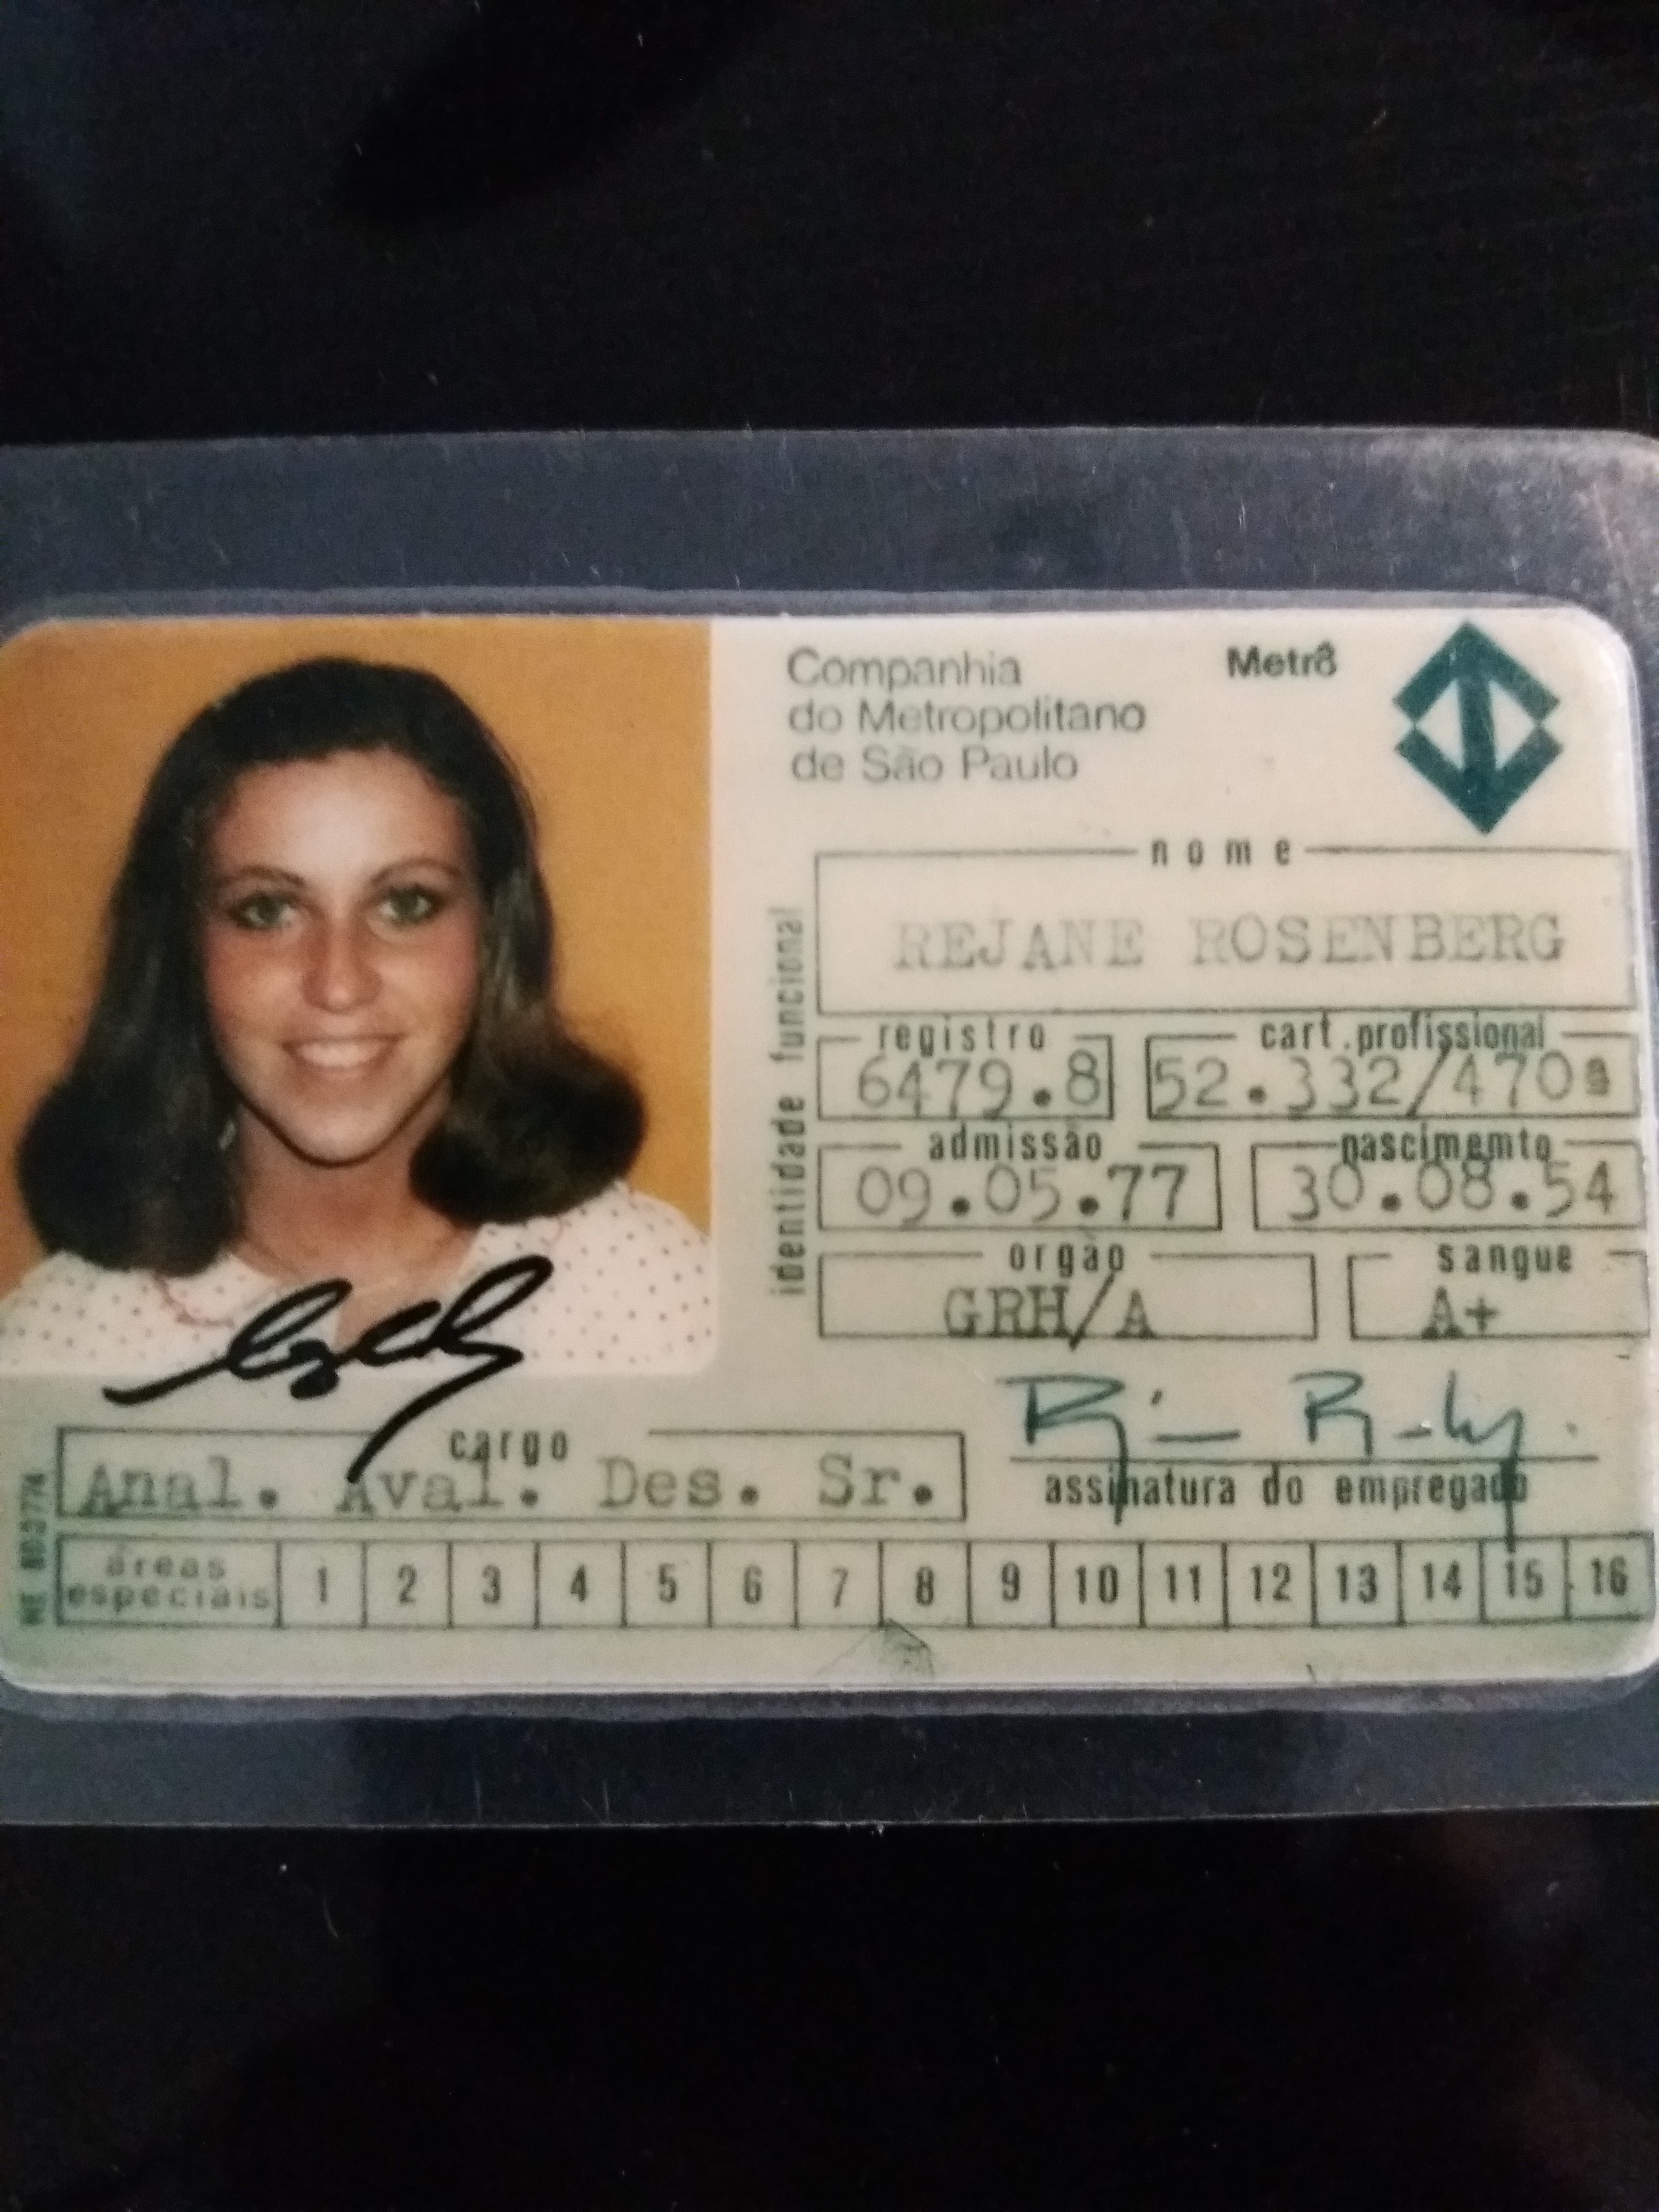 Companhia
do Metropolitano
de São Paulo
Metrô
identidade funcional
nome
REJANE ROSENBERG
registro
6479.8
cart.profissional
52.332/470ª
admissão
09.05.77
nascimemto
30.08.54
orgão
GRH/A
sangue
A+
cargo
Anal. Aval. Des. Sr.
assinatura do empregado
áreas
especiais
1 2 3 4 5 6 7 8 9 10 11 12 13 14 15 16